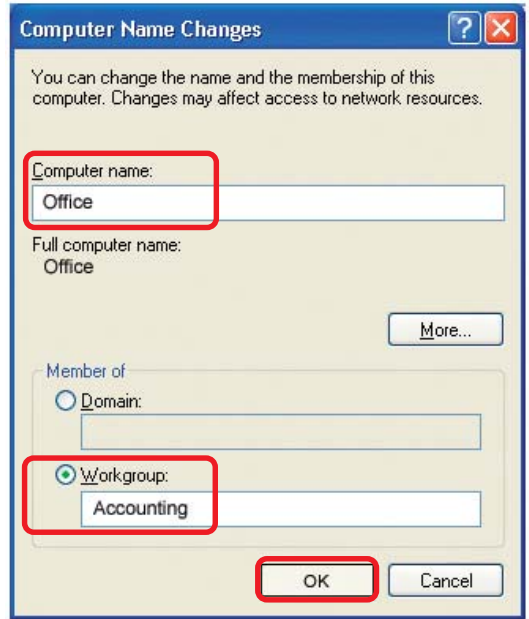 Computer Name Changes
You can change the name and the membership of this
computer. Changes may affect access to network resources.
Computer name:
Office
Full computer name:
Office
More...
Member of
Domain:
Workgroup:
Accounting
OK Cancel